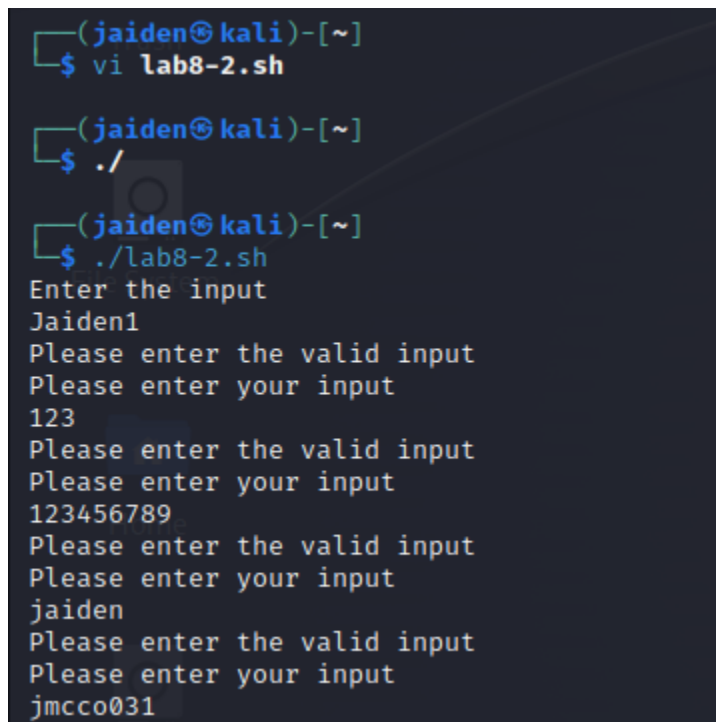 ┌──(jaiden㉿kali)-[~]
└─$ vi lab8-2.sh
┌──(jaiden㉿kali)-[~]
└─$ ./
┌──(jaiden㉿kali)-[~]
└─$ ./lab8-2.sh
Enter the input
Jaiden1
Please enter the valid input
Please enter your input
123
Please enter the valid input
Please enter your input
123456789
Please enter the valid input
Please enter your input
jaiden
Please enter the valid input
Please enter your input
jmcco031
File System
Home